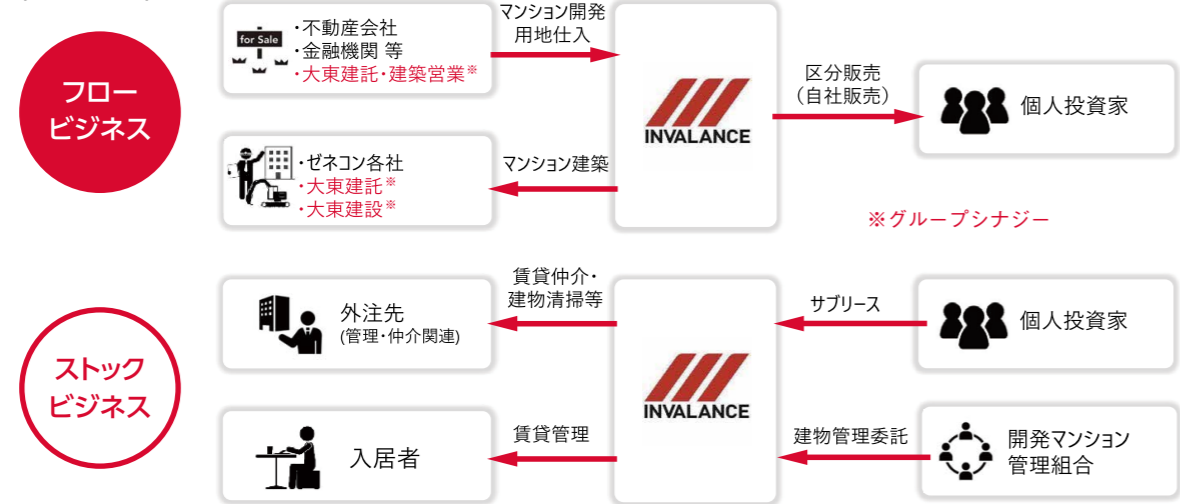 フロー
ビジネス
for Sale
・不動産会社
・金融機関 等
・大東建託・建築営業※
マンション開発
用地仕入
INVALANCE
区分販売
（自社販売）
個人投資家
・ゼネコン各社
・大東建託※
・大東建設※
マンション建築
※グループシナジー
ストック
ビジネス
外注先
(管理・仲介関連)
賃貸仲介・
建物清掃等
INVALANCE
サブリース
個人投資家
入居者
賃貸管理
建物管理委託
開発マンション
管理組合